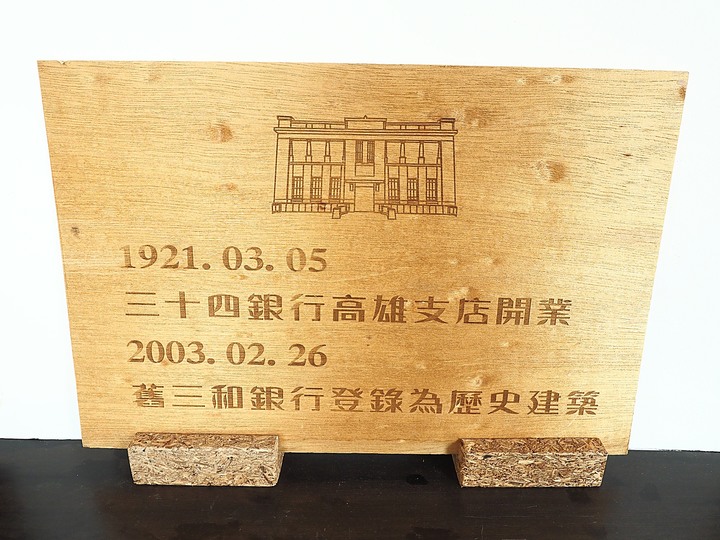 1921. 03. 05
三十四銀行高雄支店開業
2003. 02. 26
舊三和銀行登錄為歷史建築